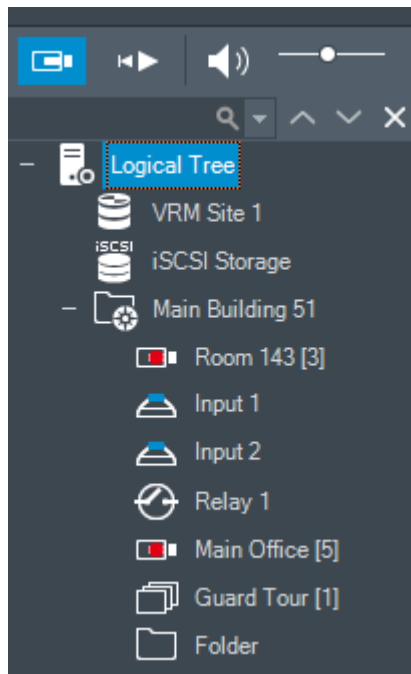 Logical Tree
VRM Site 1
iSCSI
iSCSI Storage
Main Building 51
Room 143 [3]
Input 1
Input 2
Relay 1
Main Office [5]
Guard Tour [1]
Folder